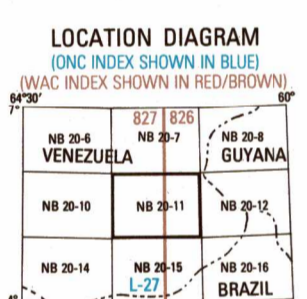 LOCATION DIAGRAM
(ONC INDEX SHOWN IN BLUE)
(WAC INDEX SHOWN IN RED/BROWN)
64°30′ 60°
7°
827 826
NB 20-6 NB 20-7 NB 20-8
VENEZUELA GUYANA
NB 20-10 NB 20-11 NB 20-12
NB 20-14 NB 20-15 NB 20-16
L-27 BRAZIL